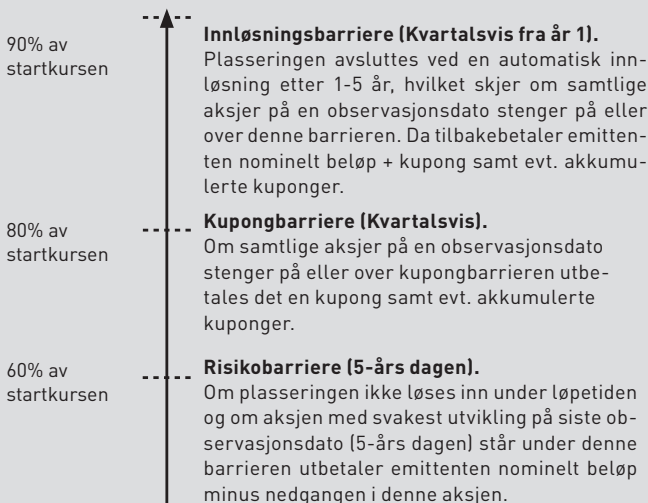 90% av
startkursen
Innløsningsbarriere (Kvartalsvis fra år 1).
Plasseringen avsluttes ved en automatisk inn-
løsning etter 1-5 år, hvilket skjer om samtlige
aksjer på en observasjonsdato stenger på eller
over denne barrieren. Da tilbakebetaler emitten-
ten nominelt beløp + kupong samt evt. akkumu-
lerte kuponger.
80% av
startkursen
Kupongbarriere (Kvartalsvis).
Om samtlige aksjer på en observasjonsdato
stenger på eller over kupongbarrieren utbe-
tales det en kupong samt evt. akkumulerte
kuponger.
60% av
startkursen
Risikobarriere (5-års dagen).
Om plasseringen ikke løses inn under løpetiden
og om aksjen med svakest utvikling på siste ob-
servasjonsdato (5-års dagen) står under denne
barrieren utbetaler emittenten nominelt beløp
minus nedgangen i denne aksjen.